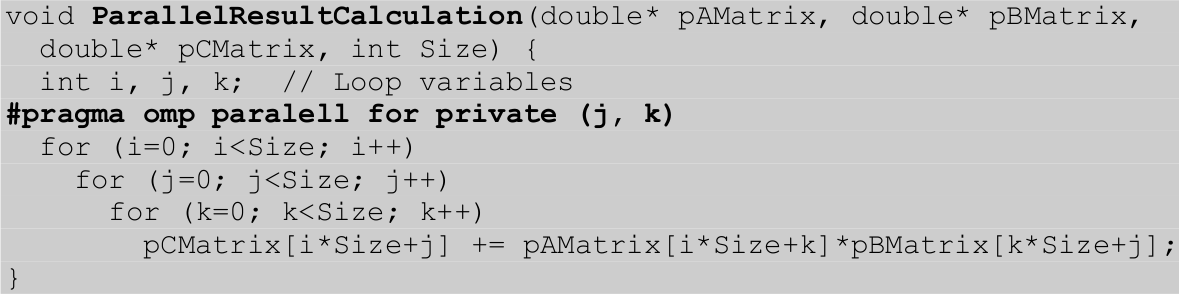 void ParallelResultCalculation(double* pAMatrix, double* pBMatrix,
  double* pCMatrix, int Size) {
  int i, j, k;  // Loop variables
#pragma omp paralell for private (j, k)
  for (i=0; i<Size; i++)
    for (j=0; j<Size; j++)
      for (k=0; k<Size; k++)
        pCMatrix[i*Size+j] += pAMatrix[i*Size+k]*pBMatrix[k*Size+j];
}